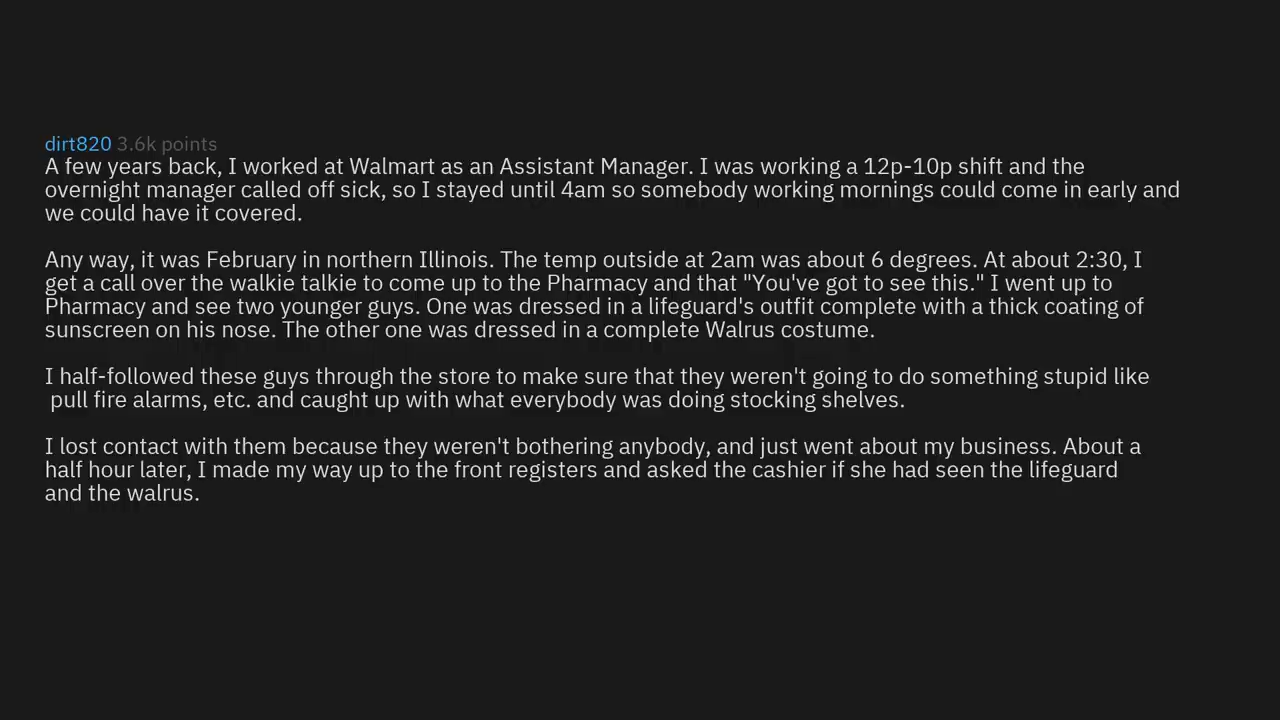 dirt820 3.6k points
A few years back, I worked at Walmart as an Assistant Manager. I was working a 12p-10p shift and the
overnight manager called off sick, so I stayed until 4am so somebody working mornings could come in early and
we could have it covered.
Any way, it was February in northern Illinois. The temp outside at 2am was about 6 degrees. At about 2:30, I
get a call over the walkie talkie to come up to the Pharmacy and that "You've got to see this." I went up to
Pharmacy and see two younger guys. One was dressed in a lifeguard's outfit complete with a thick coating of
sunscreen on his nose. The other one was dressed in a complete Walrus costume.
I half-followed these guys through the store to make sure that they weren't going to do something stupid like
pull fire alarms, etc. and caught up with what everybody was doing stocking shelves.
I lost contact with them because they weren't bothering anybody, and just went about my business. About a
half hour later, I made my way up to the front registers and asked the cashier if she had seen the lifeguard
and the walrus.